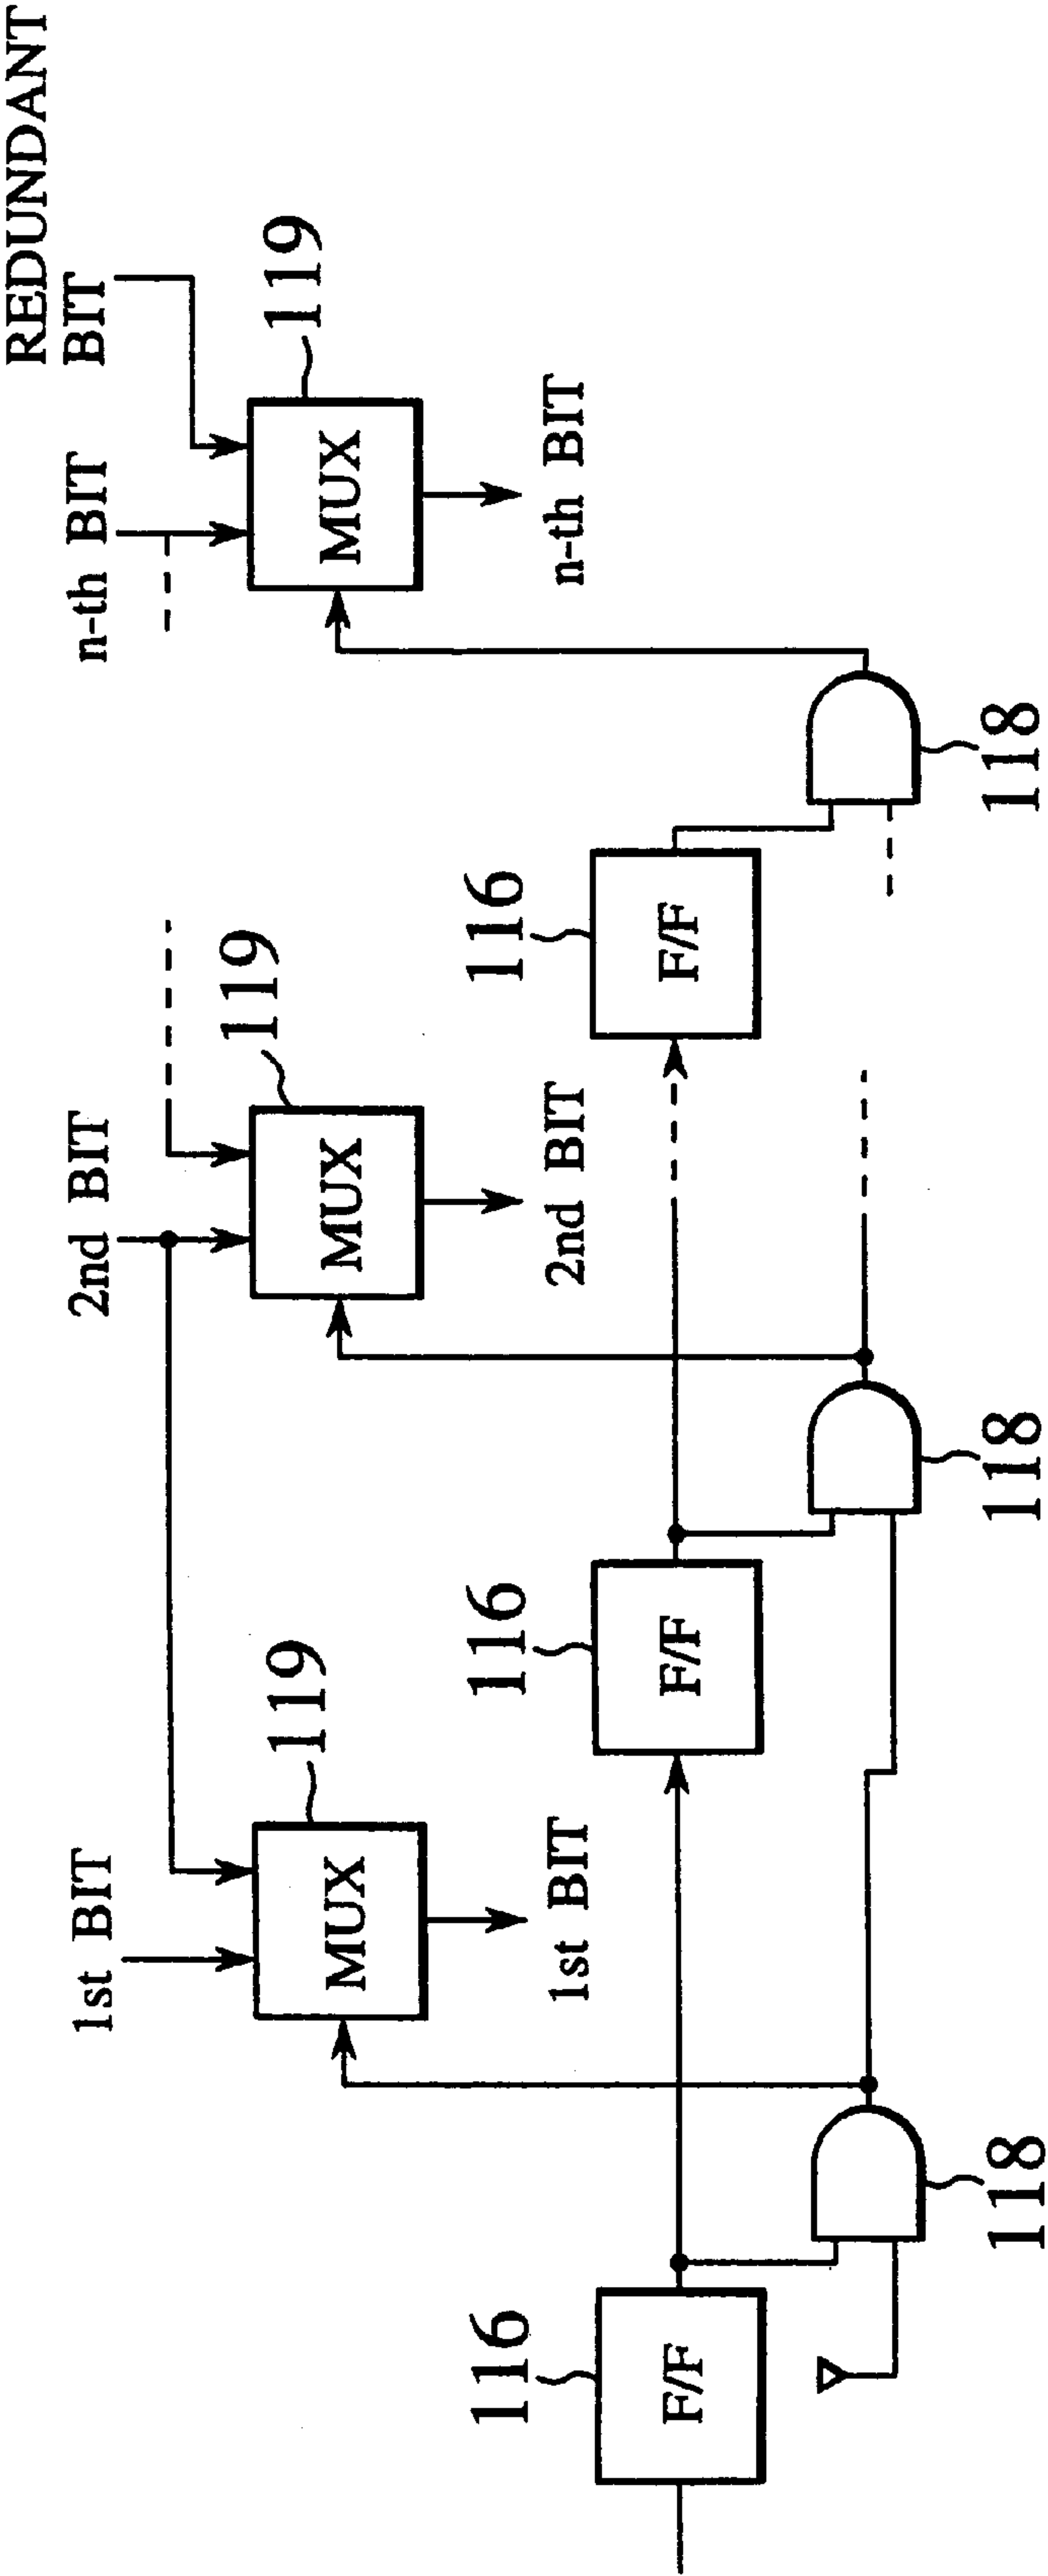 REDUNDANT
BIT
1st BIT
2nd BIT
n-th BIT
119
119
119
MUX
MUX
MUX
1st BIT
2nd BIT
n-th BIT
116
116
116
F/F
F/F
F/F
118
118
118